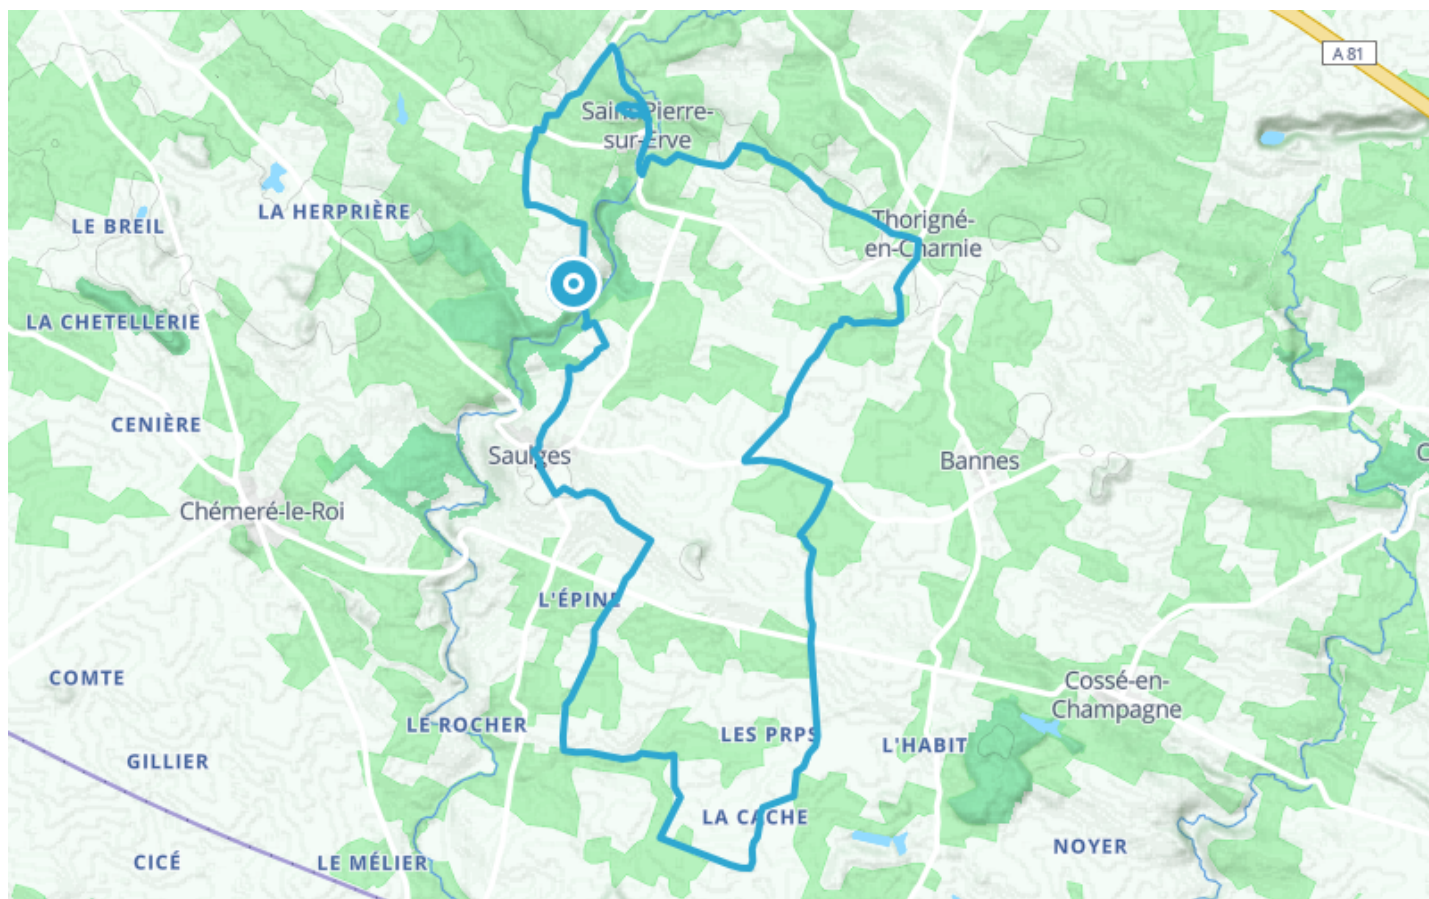 A 81
Saint-Pierre-
sur-Erve
LA HERPRIÈRE
LE BREIL
Thorigné-
en-Charnie
LA CHETELLERIE
CENIÈRE
Saulges
Bannes
C
Chémeré-le-Roi
L'ÉPINE
COMTE
Cossé-en-
Champagne
LE ROCHER
LES PRPS
L'HABIT
GILLIER
LA CACHE
NOYER
CICÉ
LE MÉLIER